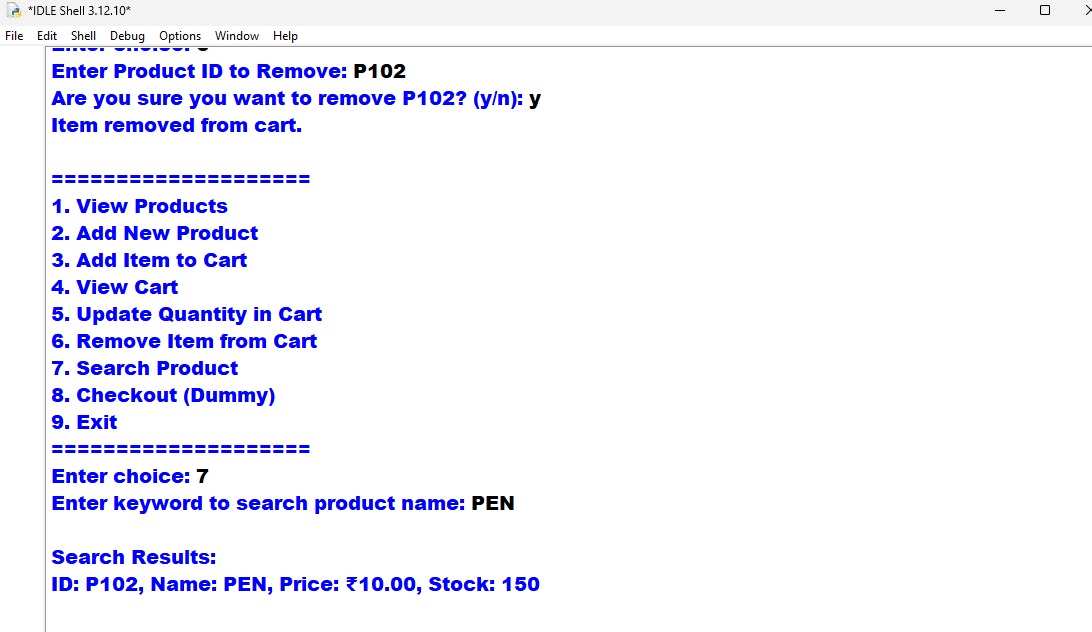 *IDLE Shell 3.12.10*
File Edit Shell Debug Options Window Help
Enter choice: 6
Enter Product ID to Remove: P102
Are you sure you want to remove P102? (y/n): y
Item removed from cart.
====================
1. View Products
2. Add New Product
3. Add Item to Cart
4. View Cart
5. Update Quantity in Cart
6. Remove Item from Cart
7. Search Product
8. Checkout (Dummy)
9. Exit
====================
Enter choice: 7
Enter keyword to search product name: PEN
Search Results:
ID: P102, Name: PEN, Price: ₹10.00, Stock: 150